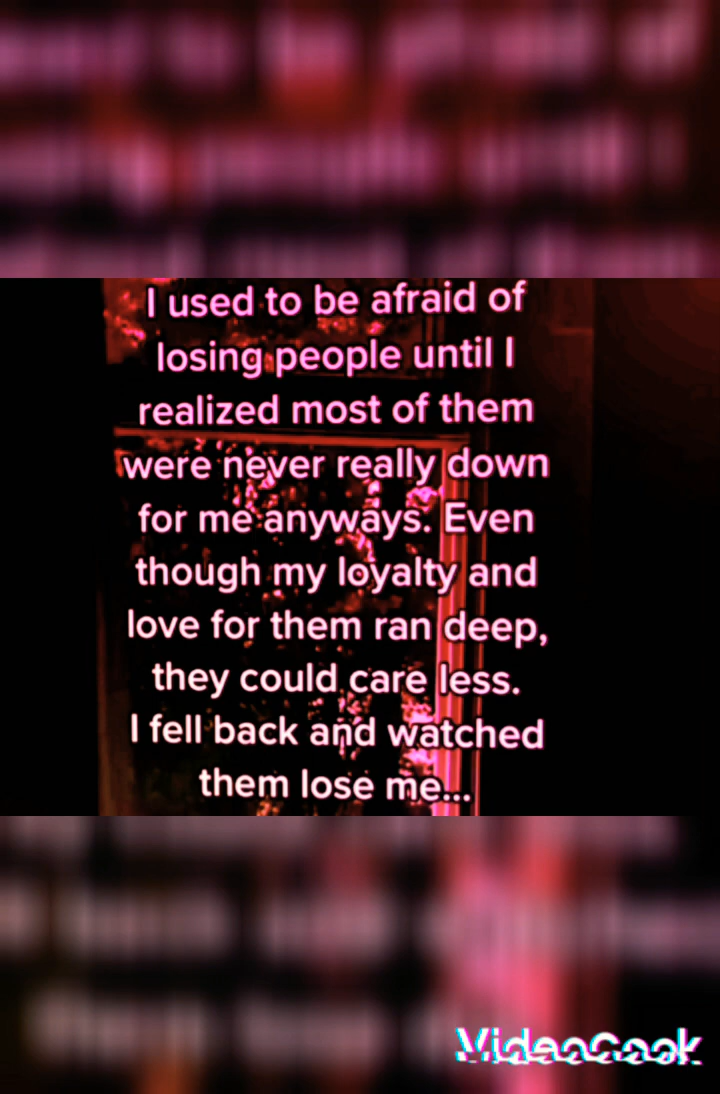 I used to be afraid of
losing people until I
realized most of them
were never really down
for me anyways. Even
though my loyalty and
love for them ran deep,
they could care less.
I fell back and watched
them lose me...
VideoCook